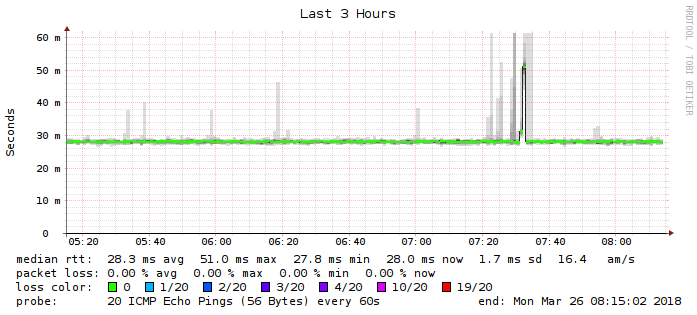 Last 3 Hours
RRDTOOL / TOBI OETIKER
Seconds
60 m
50 m
40 m
30 m
20 m
10 m
0
05:20 05:40 06:00 06:20 06:40 07:00 07:20 07:40 08:00
median rtt: 28.3 ms avg 51.0 ms max 27.8 ms min 28.0 ms now 1.7 ms sd 16.4 am/s
packet loss: 0.00 % avg 0.00 % max 0.00 % min 0.00 % now
loss color: 0 1/20 2/20 3/20 4/20 10/20 19/20
probe: 20 ICMP Echo Pings (56 Bytes) every 60s end: Mon Mar 26 08:15:02 2018